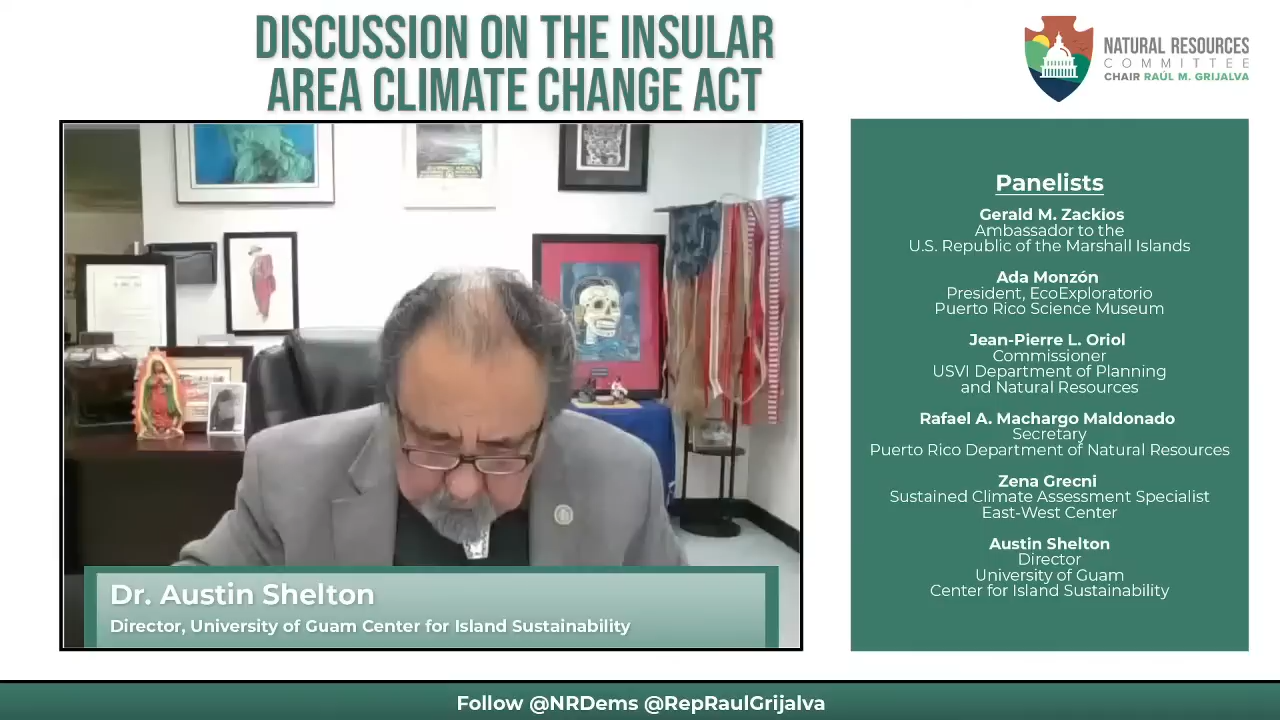 DISCUSSION ON THE INSULAR
AREA CLIMATE CHANGE ACT
NATURAL RESOURCES
COMMITTEE
CHAIR RAÚL M. GRIJALVA
Panelists
Gerald M. Zackios
Ambassador to the
U.S. Republic of the Marshall Islands
Ada Monzón
President, EcoExploratorio
Puerto Rico Science Museum
Jean-Pierre L. Oriol
Commissioner
USVI Department of Planning
and Natural Resources
Rafael A. Machargo Maldonado
Secretary
Puerto Rico Department of Natural Resources
Zena Grecni
Sustained Climate Assessment Specialist
East-West Center
Austin Shelton
Director
University of Guam
Center for Island Sustainability
Dr. Austin Shelton
Director, University of Guam Center for Island Sustainability
Follow @NRDems @RepRaulGrijalva